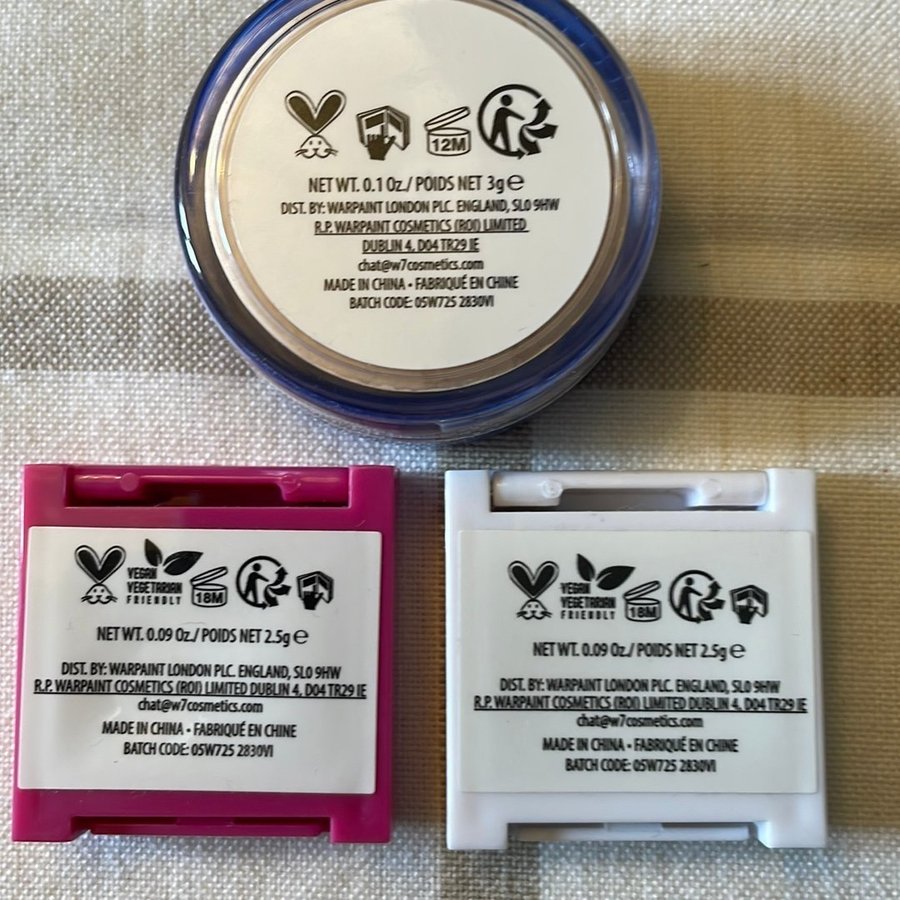 12M
NET WT. 0.1 Oz./ POIDS NET 3g ℮
DIST. BY: WARPAINT LONDON PLC. ENGLAND, SL0 9HW
R.P. WARPAINT COSMETICS (ROI) LIMITED
DUBLIN 4, D04 TR29 IE
chat@w7cosmetics.com
MADE IN CHINA • FABRIQUÉ EN CHINE
BATCH CODE: 05W725 2830VI
VEGAN
VEGETARIAN
FRIENDLY
18M
NET WT. 0.09 Oz./ POIDS NET 2.5g ℮
DIST. BY: WARPAINT LONDON PLC. ENGLAND, SL0 9HW
R.P. WARPAINT COSMETICS (ROI) LIMITED DUBLIN 4, D04 TR29 IE
chat@w7cosmetics.com
MADE IN CHINA • FABRIQUÉ EN CHINE
BATCH CODE: 05W725 2830VI
VEGAN
VEGETARIAN
FRIENDLY
18M
NET WT. 0.09 Oz./ POIDS NET 2.5g ℮
DIST. BY: WARPAINT LONDON PLC. ENGLAND, SL0 9HW
R.P. WARPAINT COSMETICS (ROI) LIMITED DUBLIN 4, D04 TR29 IE
chat@w7cosmetics.com
MADE IN CHINA • FABRIQUÉ EN CHINE
BATCH CODE: 05W725 2830VI